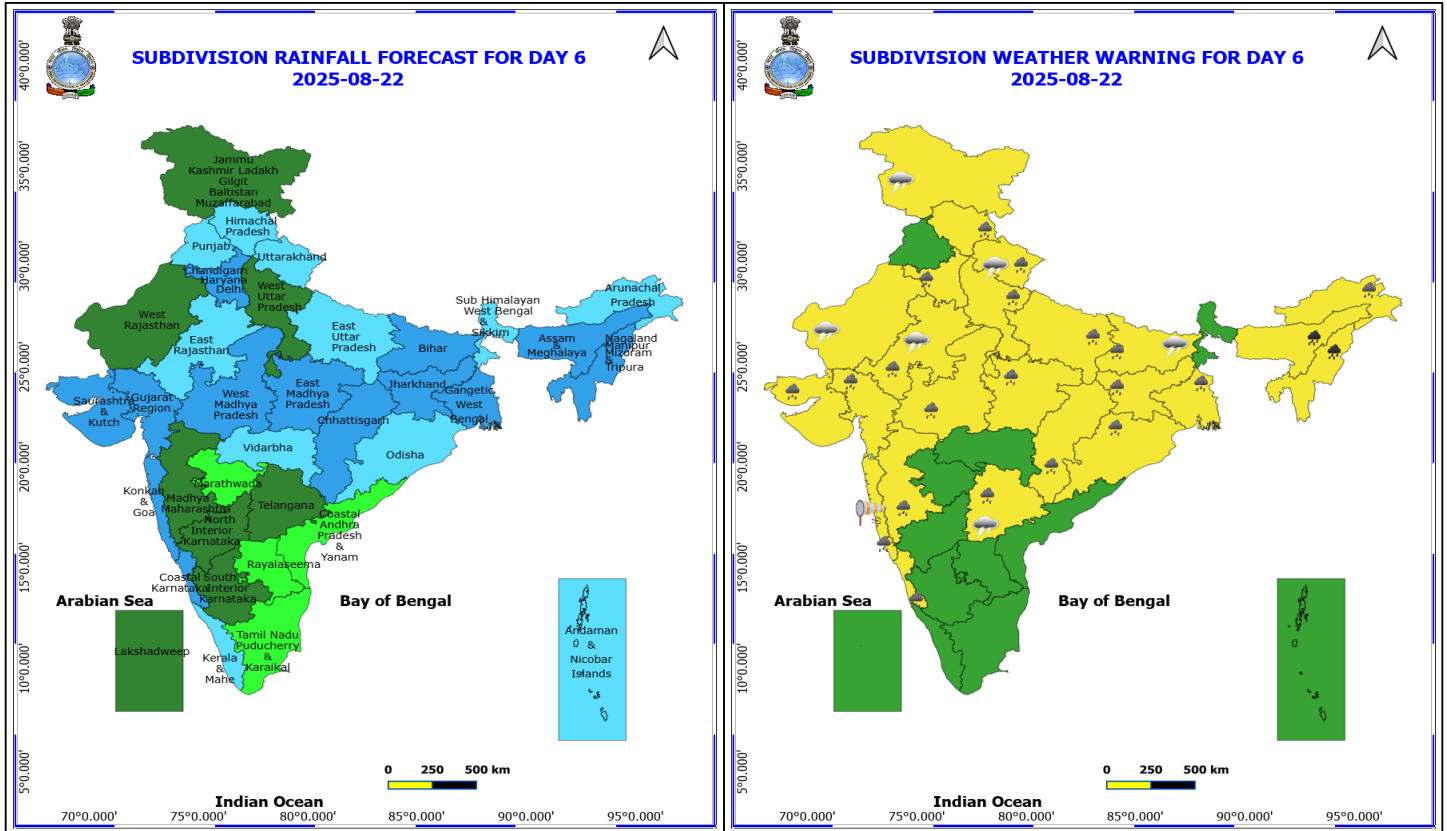 SUBDIVISION RAINFALL FORECAST FOR DAY 6
2025-08-22
40°0.000'
35°0.000'
30°0.000'
25°0.000'
20°0.000'
15°0.000'
10°0.000'
5°0.000'
Jammu
Kashmir Ladakh
Gilgit
Baltistan
Muzaffarabad
Himachal
Pradesh
Punjab
Uttarakhand
Chandigarh
Haryana
Delhi
West
Uttar
Pradesh
West
Rajasthan
East
Rajasthan
East
Uttar
Pradesh
Sub Himalayan
West Bengal
&
Sikkim
Arunachal
Pradesh
Assam
&
Meghalaya
Nagaland
Manipur
Mizoram
&
Tripura
Bihar
Jharkhand
Gangetic
West
Bengal
Saurashtra
&
Kutch
Gujarat
Region
West
Madhya
Pradesh
East
Madhya
Pradesh
Chhattisgarh
Vidarbha
Odisha
Konkan
&
Goa
Madhya
Maharashtra
Marathwada
Telangana
North
Interior
Karnataka
Coastal
Andhra
Pradesh
&
Yanam
Rayalaseema
Coastal
Karnataka
South
Interior
Karnataka
Arabian Sea
Bay of Bengal
Lakshadweep
Kerala
&
Mahe
Tamil Nadu
Puducherry
&
Karaikal
Andaman
&
Nicobar
Islands
0 250 500 km
Indian Ocean
70°0.000' 75°0.000' 80°0.000' 85°0.000' 90°0.000' 95°0.000'
SUBDIVISION WEATHER WARNING FOR DAY 6
2025-08-22
40°0.000'
35°0.000'
30°0.000'
25°0.000'
20°0.000'
15°0.000'
10°0.000'
5°0.000'
Arabian Sea
Bay of Bengal
0 250 500 km
Indian Ocean
70°0.000' 75°0.000' 80°0.000' 85°0.000' 90°0.000' 95°0.000'